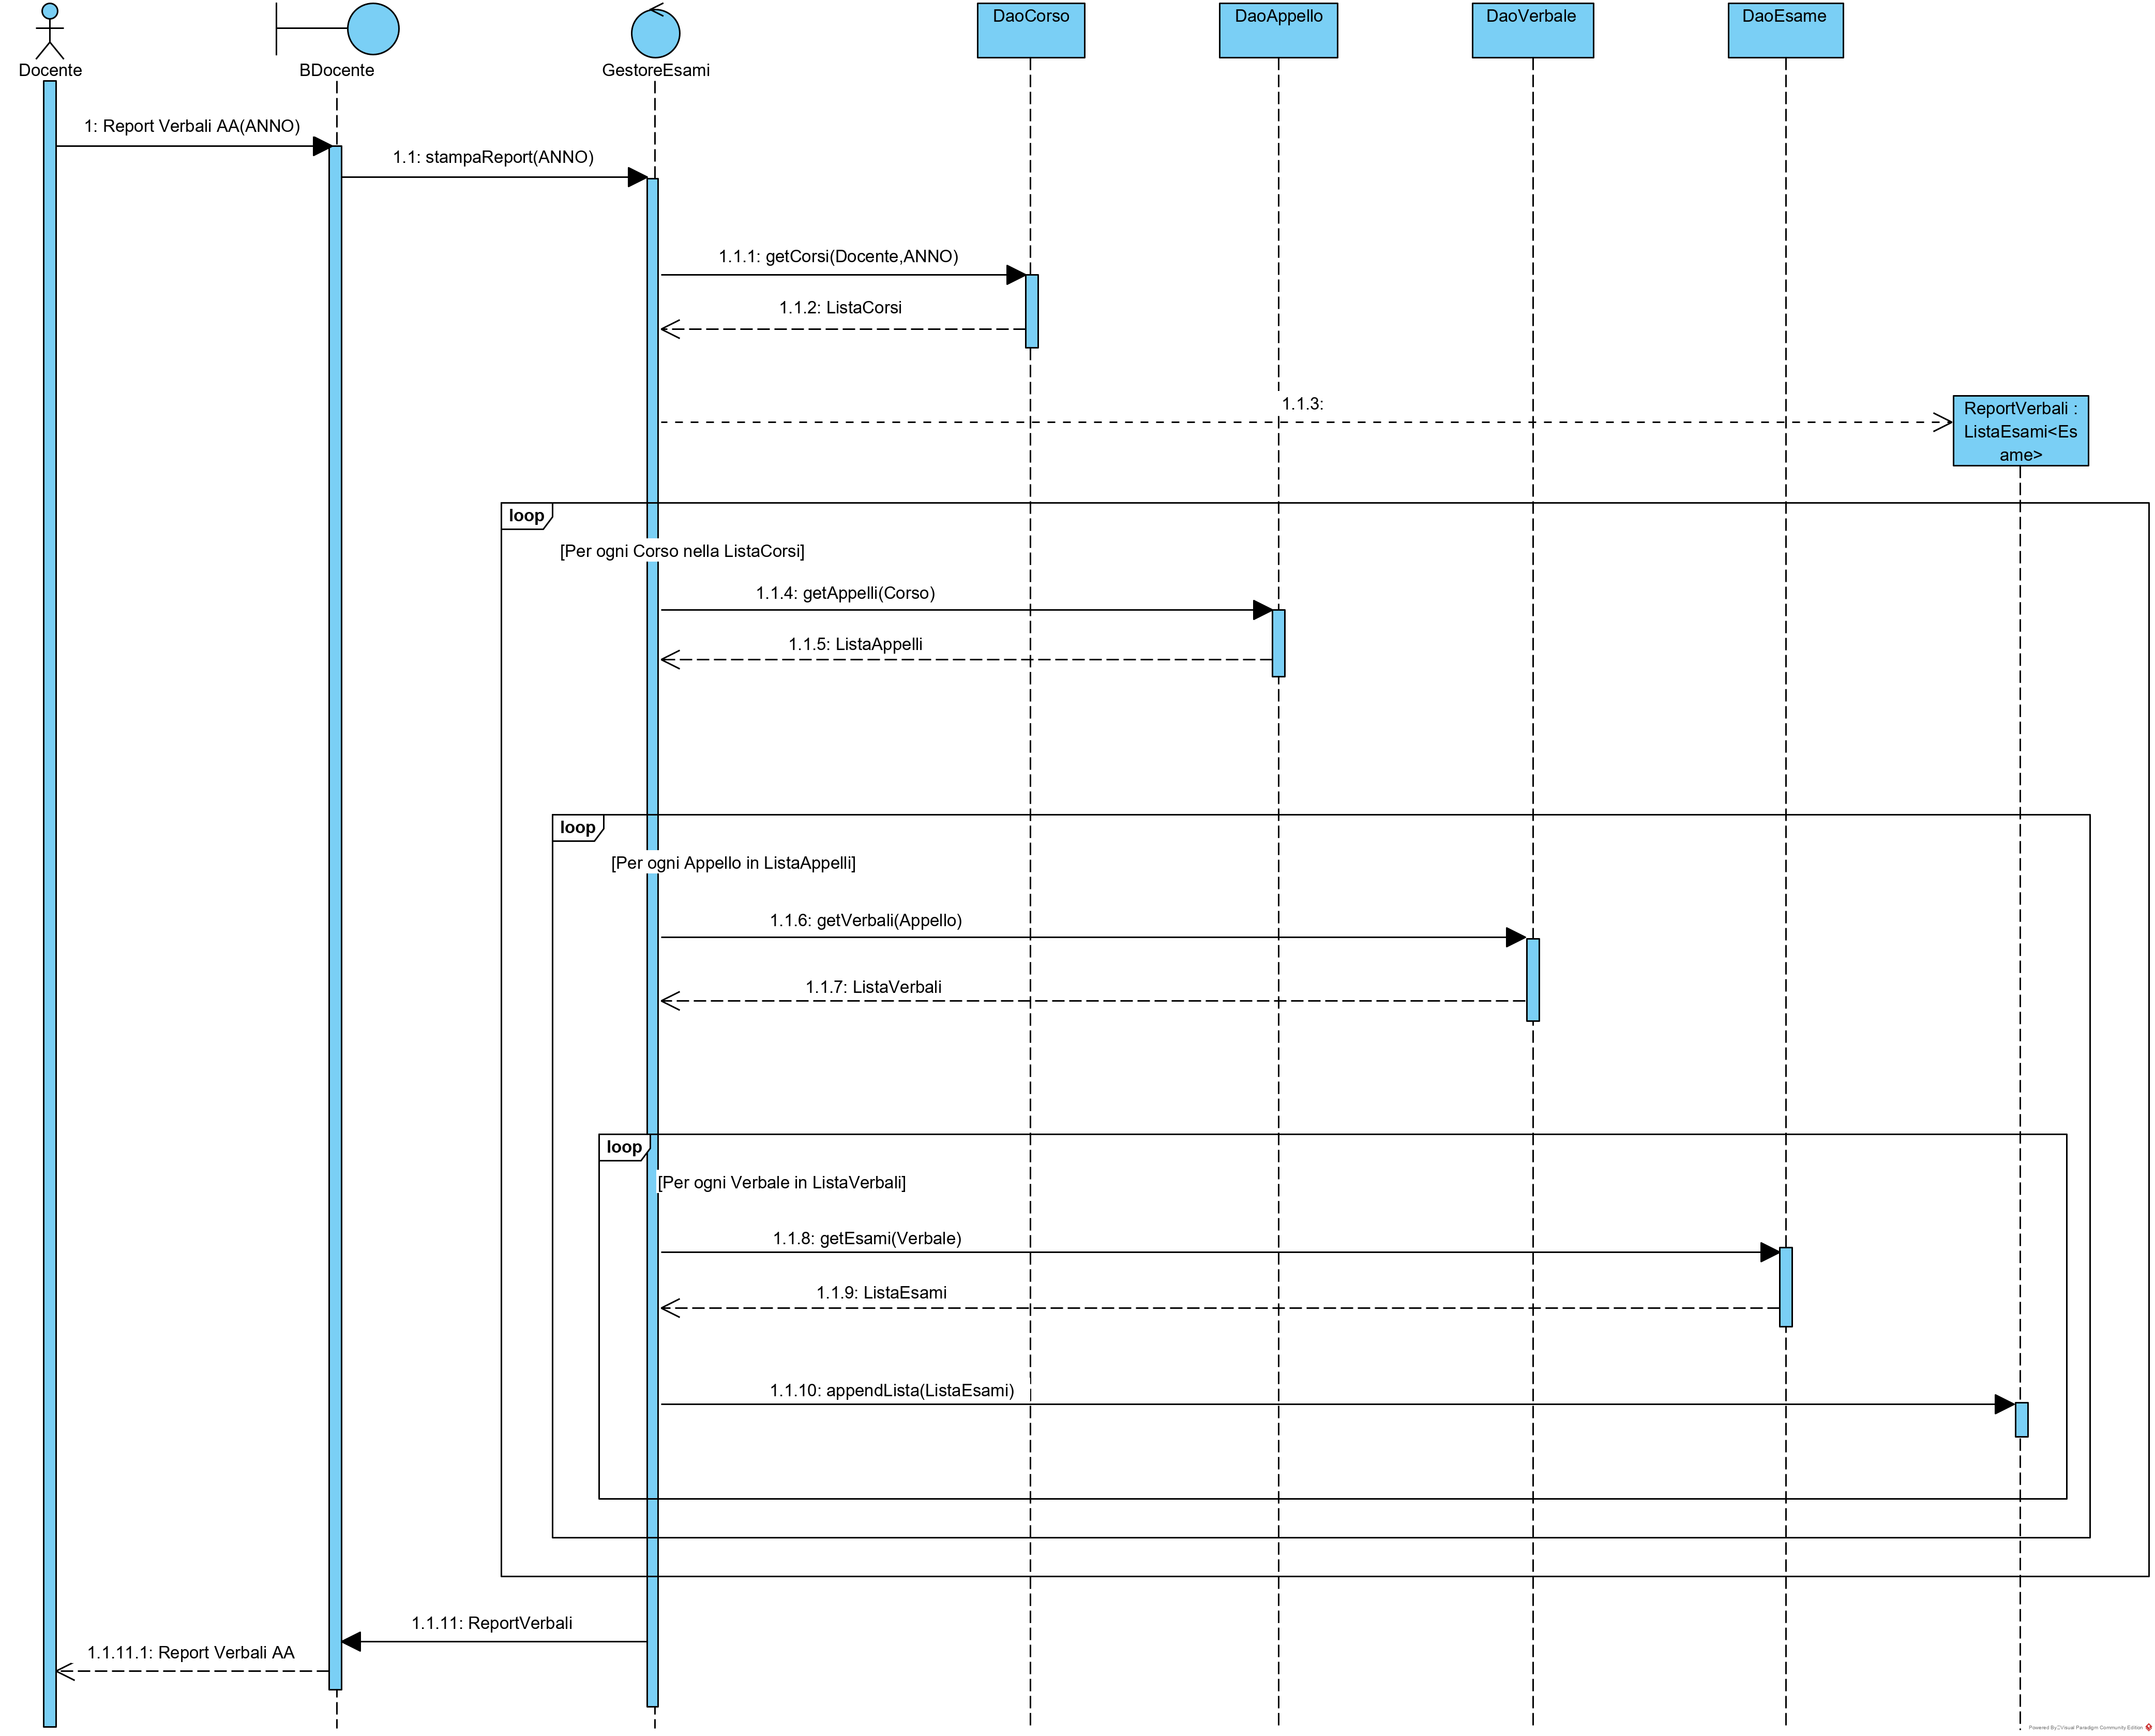 DaoCorso
DaoAppello
DaoVerbale
DaoEsame
Docente
BDocente
GestoreEsami
1: Report Verbali AA(ANNO)
1.1: stampaReport(ANNO)
1.1.1: getCorsi(Docente,ANNO)
1.1.2: ListaCorsi
1.1.3:
ReportVerbali :
ListaEsami<Es
ame>
loop
[Per ogni Corso nella ListaCorsi]
1.1.4: getAppelli(Corso)
1.1.5: ListaAppelli
loop
[Per ogni Appello in ListaAppelli]
1.1.6: getVerbali(Appello)
1.1.7: ListaVerbali
loop
[Per ogni Verbale in ListaVerbali]
1.1.8: getEsami(Verbale)
1.1.9: ListaEsami
1.1.10: appendLista(ListaEsami)
1.1.11: ReportVerbali
1.1.11.1: Report Verbali AA
Powered By Visual Paradigm Community Edition